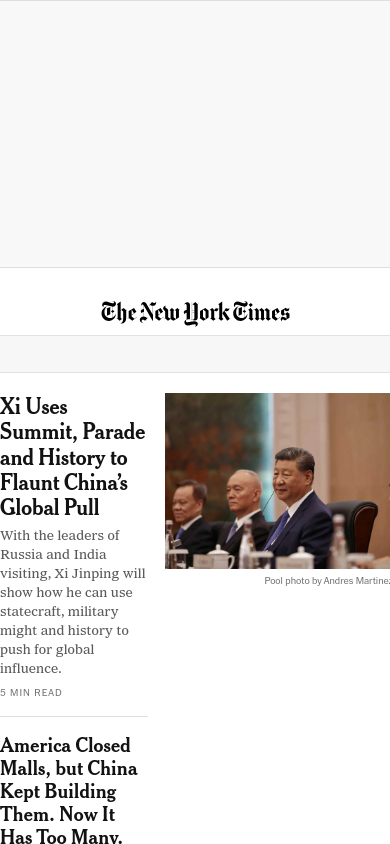 The New York Times
Xi Uses
Summit, Parade
and History to
Flaunt China's
Global Pull
With the leaders of
Russia and India
visiting, Xi Jinping will
show how he can use
statecraft, military
might and history to
push for global
influence.
5 MIN READ
Pool photo by Andres Martinez
America Closed
Malls, but China
Kept Building
Them. Now It
Has Too Many.